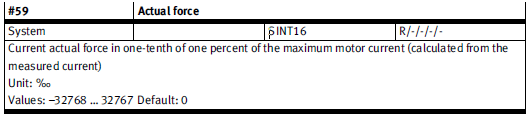 #59 Actual force
System INT16 R/-/-/-/-
Current actual force in one-tenth of one percent of the maximum motor current (calculated from the
measured current)
Unit: ‰
Values: –32768 … 32767 Default: 0